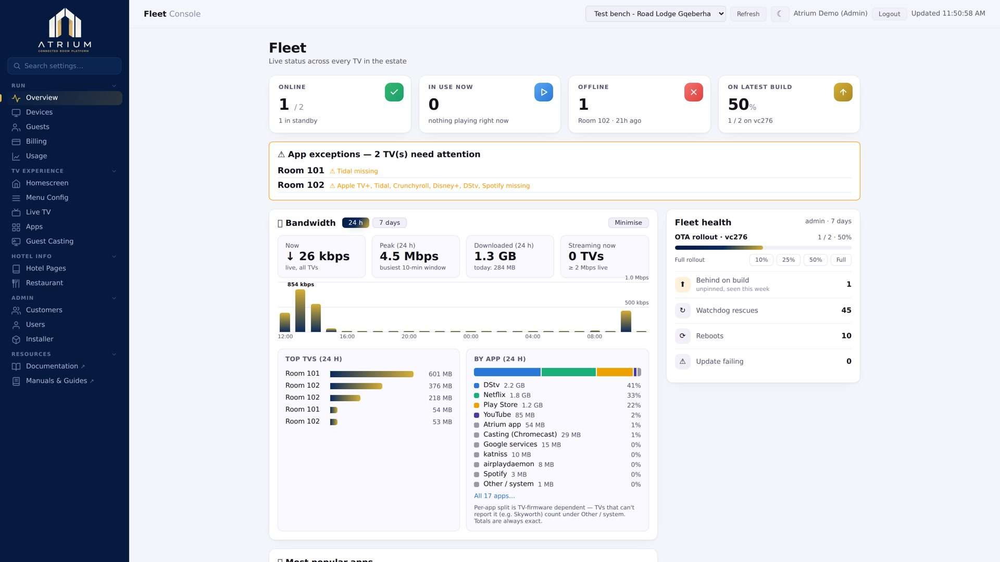 ATRIUM
CONNECTED ROOM PLATFORM
Search settings...
RUN
Overview
Devices
Guests
Billing
Usage
TV EXPERIENCE
Homescreen
Menu Config
Live TV
Apps
Guest Casting
HOTEL INFO
Hotel Pages
Restaurant
ADMIN
Customers
Users
Installer
RESOURCES
Documentation ↗
Manuals & Guides ↗
Fleet Console
Test bench - Road Lodge Gqeberha
Refresh
Atrium Demo (Admin)
Logout
Updated 11:50:58 AM
Fleet
Live status across every TV in the estate
ONLINE
1 / 2
1 in standby
IN USE NOW
0
nothing playing right now
OFFLINE
1
Room 102 · 21h ago
ON LATEST BUILD
50%
1 / 2 on vc276
⚠ App exceptions — 2 TV(s) need attention
Room 101 ⚠ Tidal missing
Room 102 ⚠ Apple TV+, Tidal, Crunchyroll, Disney+, DStv, Spotify missing
Bandwidth
24 h
7 days
Minimise
Now
↓ 26 kbps
live, all TVs
Peak (24 h)
4.5 Mbps
busiest 10-min window
Downloaded (24 h)
1.3 GB
today: 284 MB
Streaming now
0 TVs
≥ 2 Mbps live
1.0 Mbps
854 kbps
500 kbps
12:00 16:00 20:00 00:00 04:00 08:00
TOP TVS (24 H)
Room 101 601 MB
Room 102 376 MB
Room 102 218 MB
Room 101 54 MB
Room 102 53 MB
BY APP (24 H)
DStv 2.2 GB 41%
Netflix 1.8 GB 33%
Play Store 1.2 GB 22%
YouTube 85 MB 2%
Atrium app 54 MB 1%
Casting (Chromecast) 29 MB 1%
Google services 15 MB 0%
katniss 10 MB 0%
airplaydaemon 8 MB 0%
Spotify 3 MB 0%
Other / system 1 MB 0%
All 17 apps...
Per-app split is TV-firmware dependent — TVs that can't
report it (e.g. Skyworth) count under Other / system.
Totals are always exact.
Fleet health
admin · 7 days
OTA rollout · vc276
1 / 2 · 50%
Full rollout
10%
25%
50%
Full
Behind on build
unpinned, seen this week
1
Watchdog rescues 45
Reboots 10
Update failing 0
Most popular apps